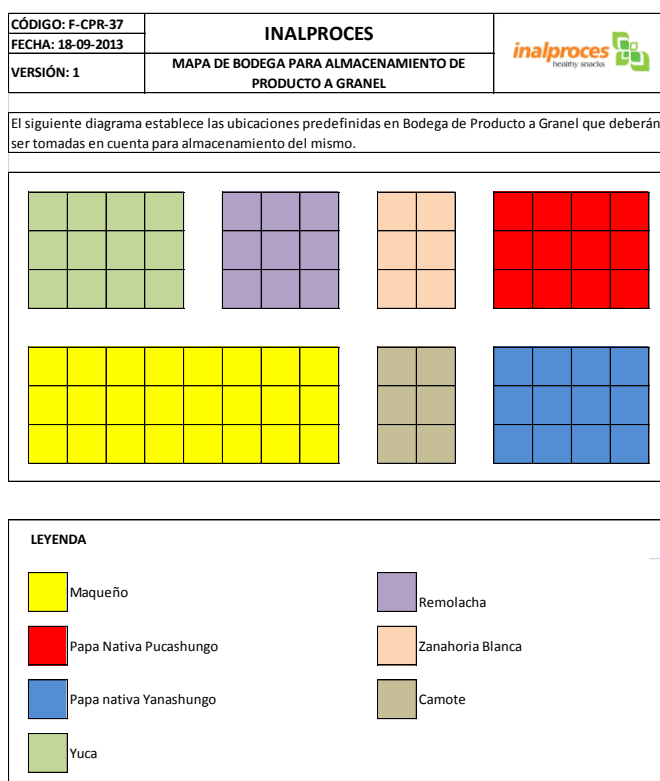 CÓDIGO: F-CPR-37
FECHA: 18-09-2013
VERSIÓN: 1
INALPROCES
MAPA DE BODEGA PARA ALMACENAMIENTO DE
PRODUCTO A GRANEL
inalproces
healthy snacks
El siguiente diagrama establece las ubicaciones predefinidas en Bodega de Producto a Granel que deberán
ser tomadas en cuenta para almacenamiento del mismo.
LEYENDA
Maqueño
Remolacha
Papa Nativa Pucashungo
Zanahoria Blanca
Papa nativa Yanashungo
Camote
Yuca